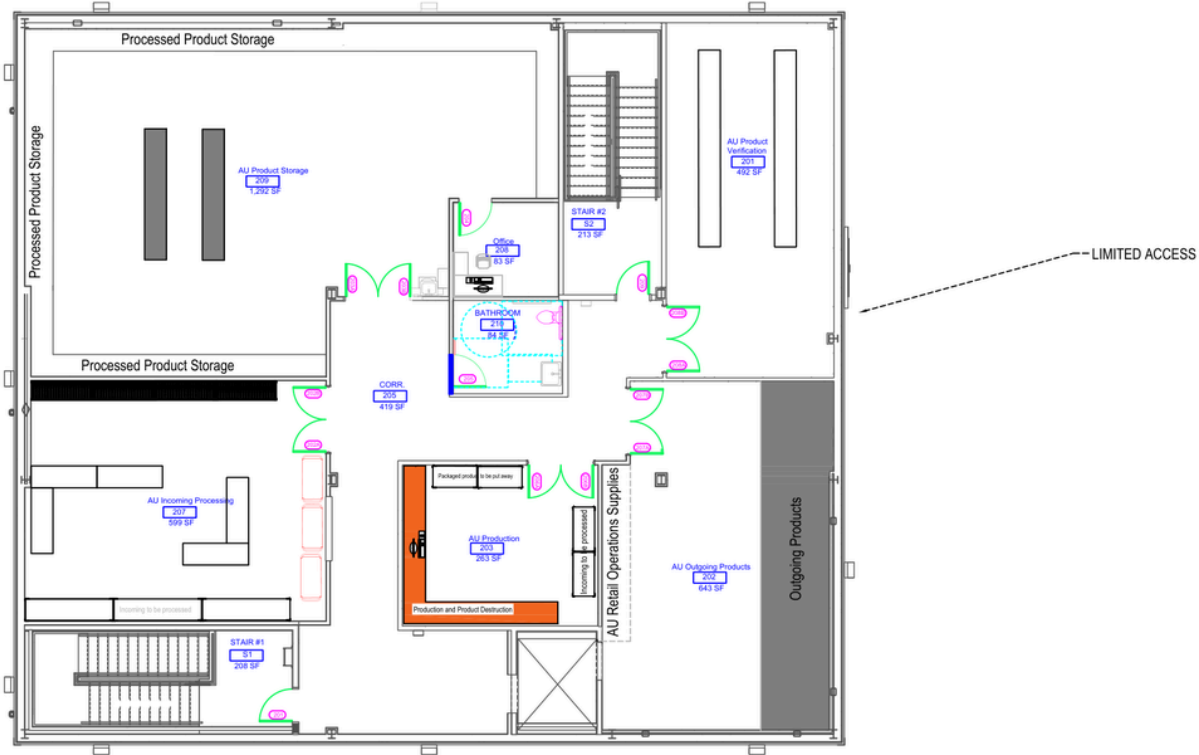 Processed Product Storage
Processed Product Storage
AU Product Storage
209
1,292 SF
Processed Product Storage
AU Product
Verification
201
492 SF
STAIR #2
S2
213 SF
Office
208
83 SF
LIMITED ACCESS
BATHROOM
210
84 SF
CORR.
205
419 SF
AU Incoming Processing
207
599 SF
Incoming to be processed
Packaged product to be put away
AU Production
203
263 SF
Incoming to be processed
Production and Product Destruction
AU Retail Operations Supplies
AU Outgoing Products
202
643 SF
Outgoing Products
STAIR #1
S1
208 SF